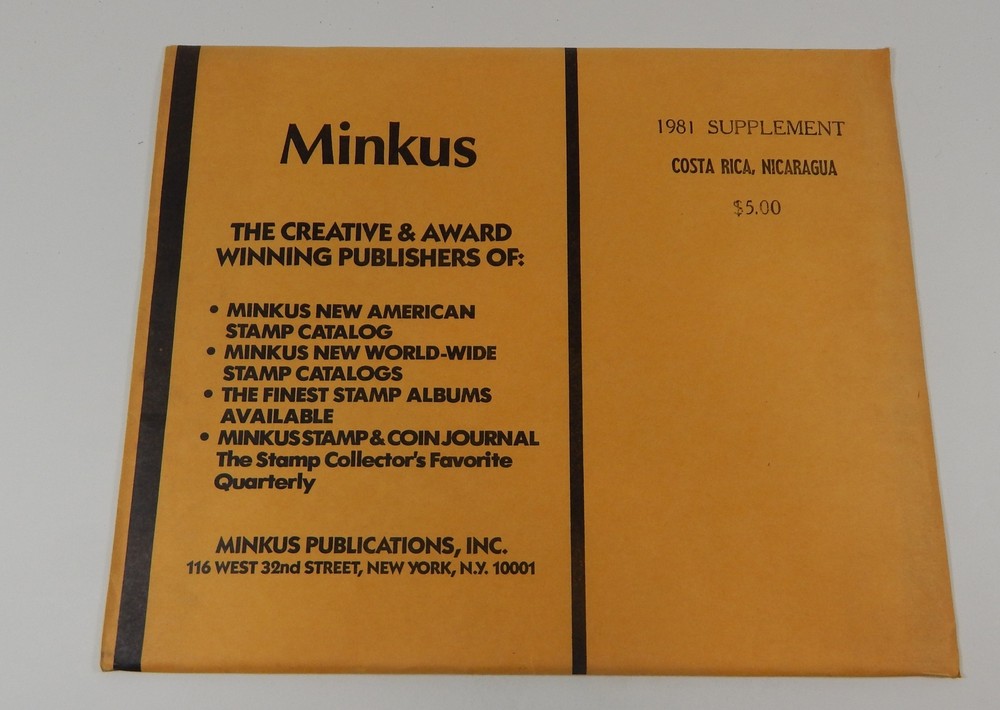 Minkus
THE CREATIVE & AWARD
WINNING PUBLISHERS OF:
• MINKUS NEW AMERICAN
STAMP CATALOG
• MINKUS NEW WORLD-WIDE
STAMP CATALOGS
• THE FINEST STAMP ALBUMS
AVAILABLE
• MINKUS STAMP & COIN JOURNAL
The Stamp Collector's Favorite
Quarterly
MINKUS PUBLICATIONS, INC.
116 WEST 32nd STREET, NEW YORK, N.Y. 10001
1981 SUPPLEMENT
COSTA RICA, NICARAGUA
$5.00